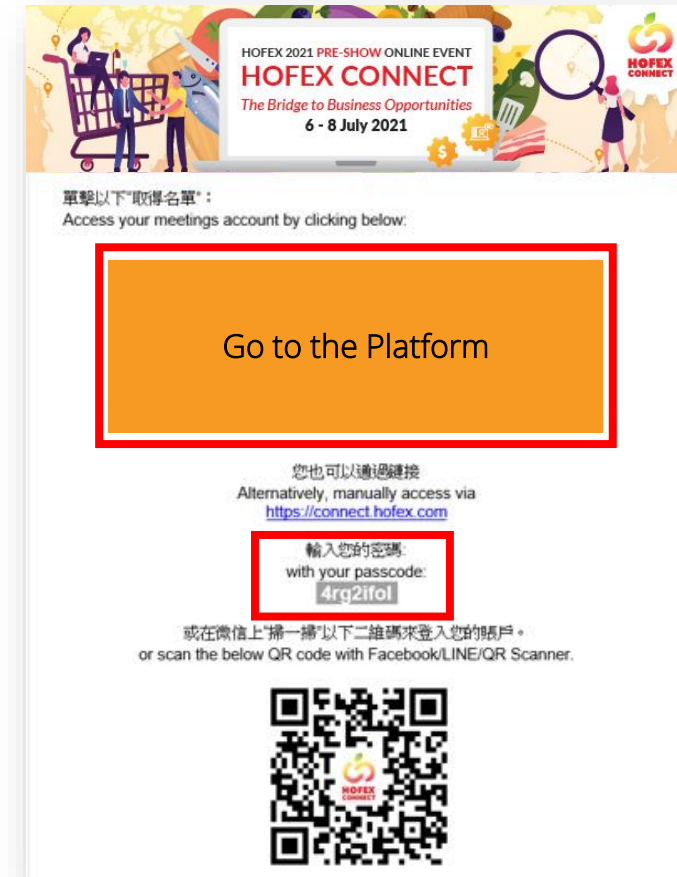 HOFEX 2021 PRE-SHOW ONLINE EVENT
HOFEX CONNECT
The Bridge to Business Opportunities
6 - 8 July 2021
HOFEX
CONNECT
單擊以下"取得名單"：
Access your meetings account by clicking below:
Go to the Platform
您也可以通過鏈接
Alternatively, manually access via
https://connect.hofex.com
輸入您的密碼:
with your passcode:
4rg2ifol
或在微信上"掃一掃"以下二維碼來登入您的賬戶。
or scan the below QR code with Facebook/LINE/QR Scanner.
HOFEX
CONNECT